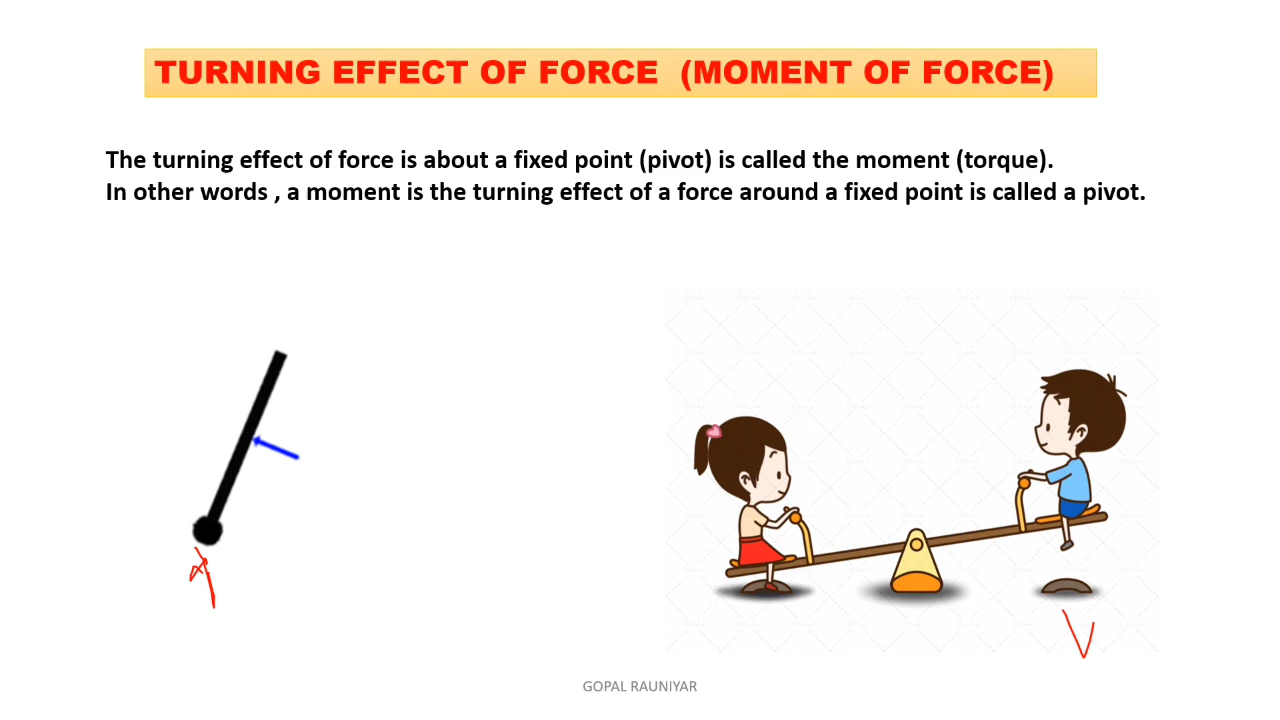 TURNING EFFECT OF FORCE (MOMENT OF FORCE)
The turning effect of force is about a fixed point (pivot) is called the moment (torque).
In other words , a moment is the turning effect of a force around a fixed point is called a pivot.
GOPAL RAUNIYAR